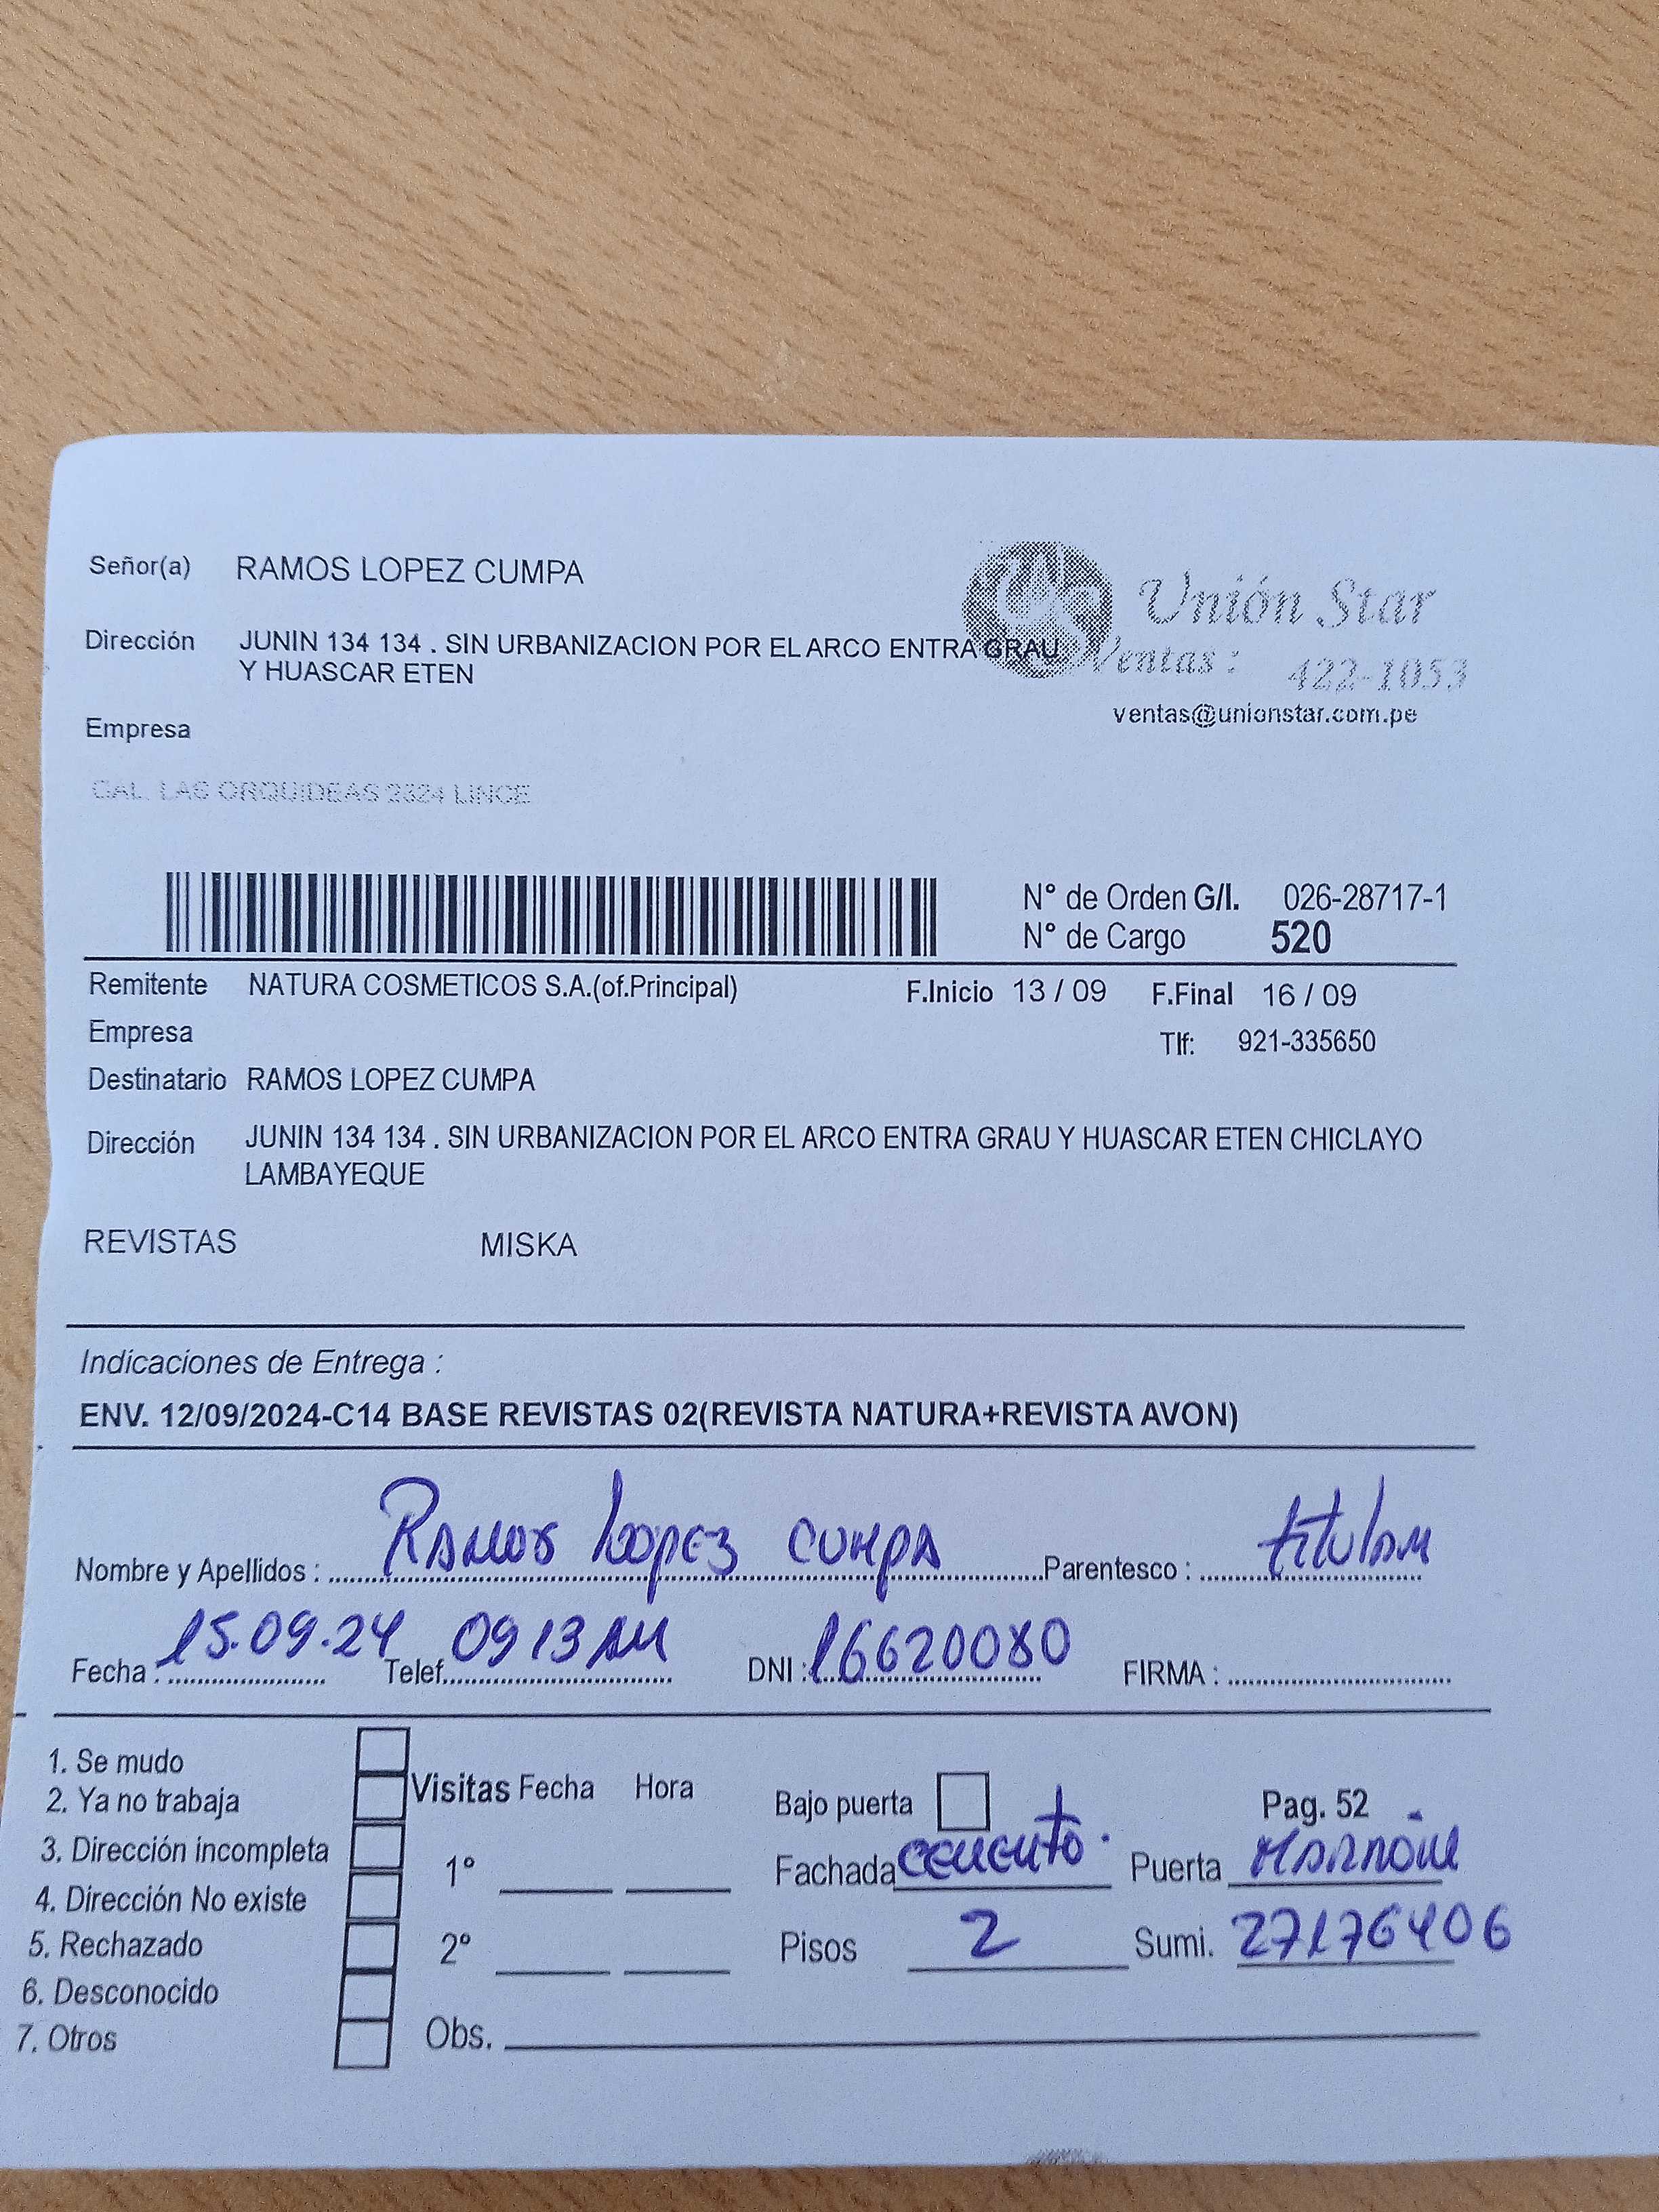 Señor(a) RAMOS LOPEZ CUMPA
Unión Star
Dirección JUNIN 134 134 . SIN URBANIZACION POR EL ARCO ENTRA GRAU
Y HUASCAR ETEN
Ventas : 422-1053
ventas@unionstar.com.pe
Empresa
CAL. LAS ORQUIDEAS 2324 LINCE
N° de Orden G/I. 026-28717-1
N° de Cargo 520
Remitente NATURA COSMETICOS S.A.(of.Principal) F.Inicio 13 / 09 F.Final 16 / 09
Empresa Tlf: 921-335650
Destinatario RAMOS LOPEZ CUMPA
Dirección JUNIN 134 134 . SIN URBANIZACION POR EL ARCO ENTRA GRAU Y HUASCAR ETEN CHICLAYO
LAMBAYEQUE
REVISTAS MISKA
Indicaciones de Entrega :
ENV. 12/09/2024-C14 BASE REVISTAS 02(REVISTA NATURA+REVISTA AVON)
Nombre y Apellidos : Ramos Lopez Cumpa Parentesco : titular
Fecha : 15.09.24 Telef. 09 13 AM DNI : 16620080 FIRMA :
1. Se mudo
2. Ya no trabaja
3. Dirección incompleta
4. Dirección No existe
5. Rechazado
6. Desconocido
7. Otros
Visitas Fecha Hora
1°
2°
Obs.
Bajo puerta Pag. 52
Fachada cemento. Puerta Marrón
Pisos 2 Sumi. 27176406